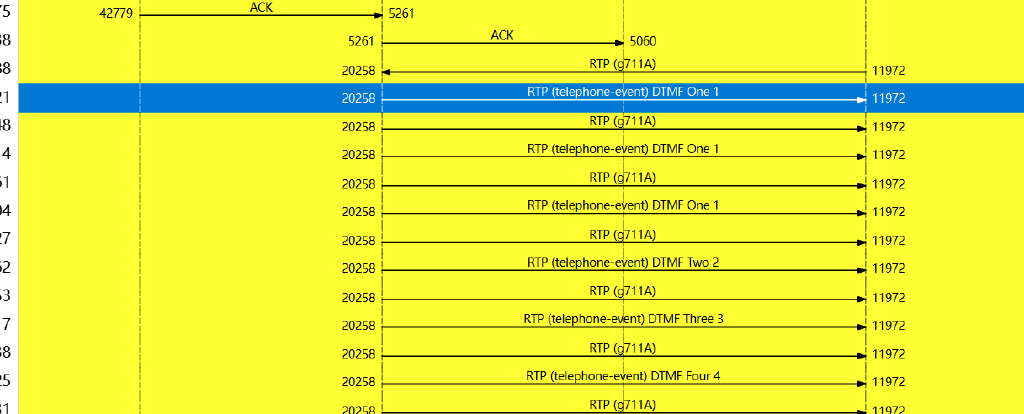 75 42779 ACK 5261
38 5261 ACK 5060
38 20258 RTP (g711A) 11972
21 20258 RTP (telephone-event) DTMF One 1 11972
48 20258 RTP (g711A) 11972
4 20258 RTP (telephone-event) DTMF One 1 11972
51 20258 RTP (g711A) 11972
04 20258 RTP (telephone-event) DTMF One 1 11972
27 20258 RTP (g711A) 11972
52 20258 RTP (telephone-event) DTMF Two 2 11972
53 20258 RTP (g711A) 11972
7 20258 RTP (telephone-event) DTMF Three 3 11972
38 20258 RTP (g711A) 11972
25 20258 RTP (telephone-event) DTMF Four 4 11972
31 20258 RTP (g711A) 11972